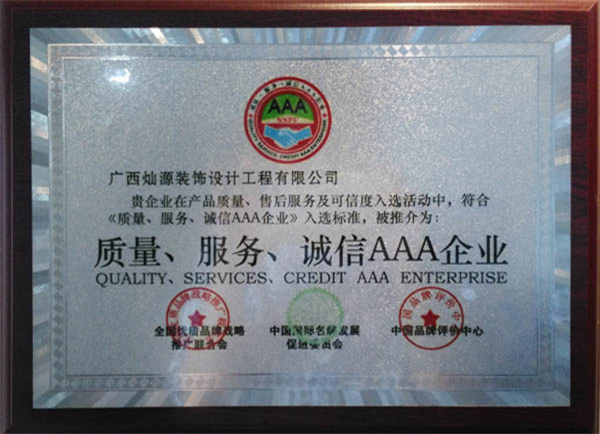 AAA
NSPE
广西灿源装饰设计工程有限公司
贵企业在产品质量、售后服务及可信度入选活动中，符合
《质量、服务、诚信AAA企业》入选标准，被推介为：
质量、服务、诚信AAA企业
QUALITY、SERVICES、CREDIT AAA ENTERPRISE
全国优质品牌战略
推广联合会
中国国际名牌发展
促进委员会
中国品牌评价中心